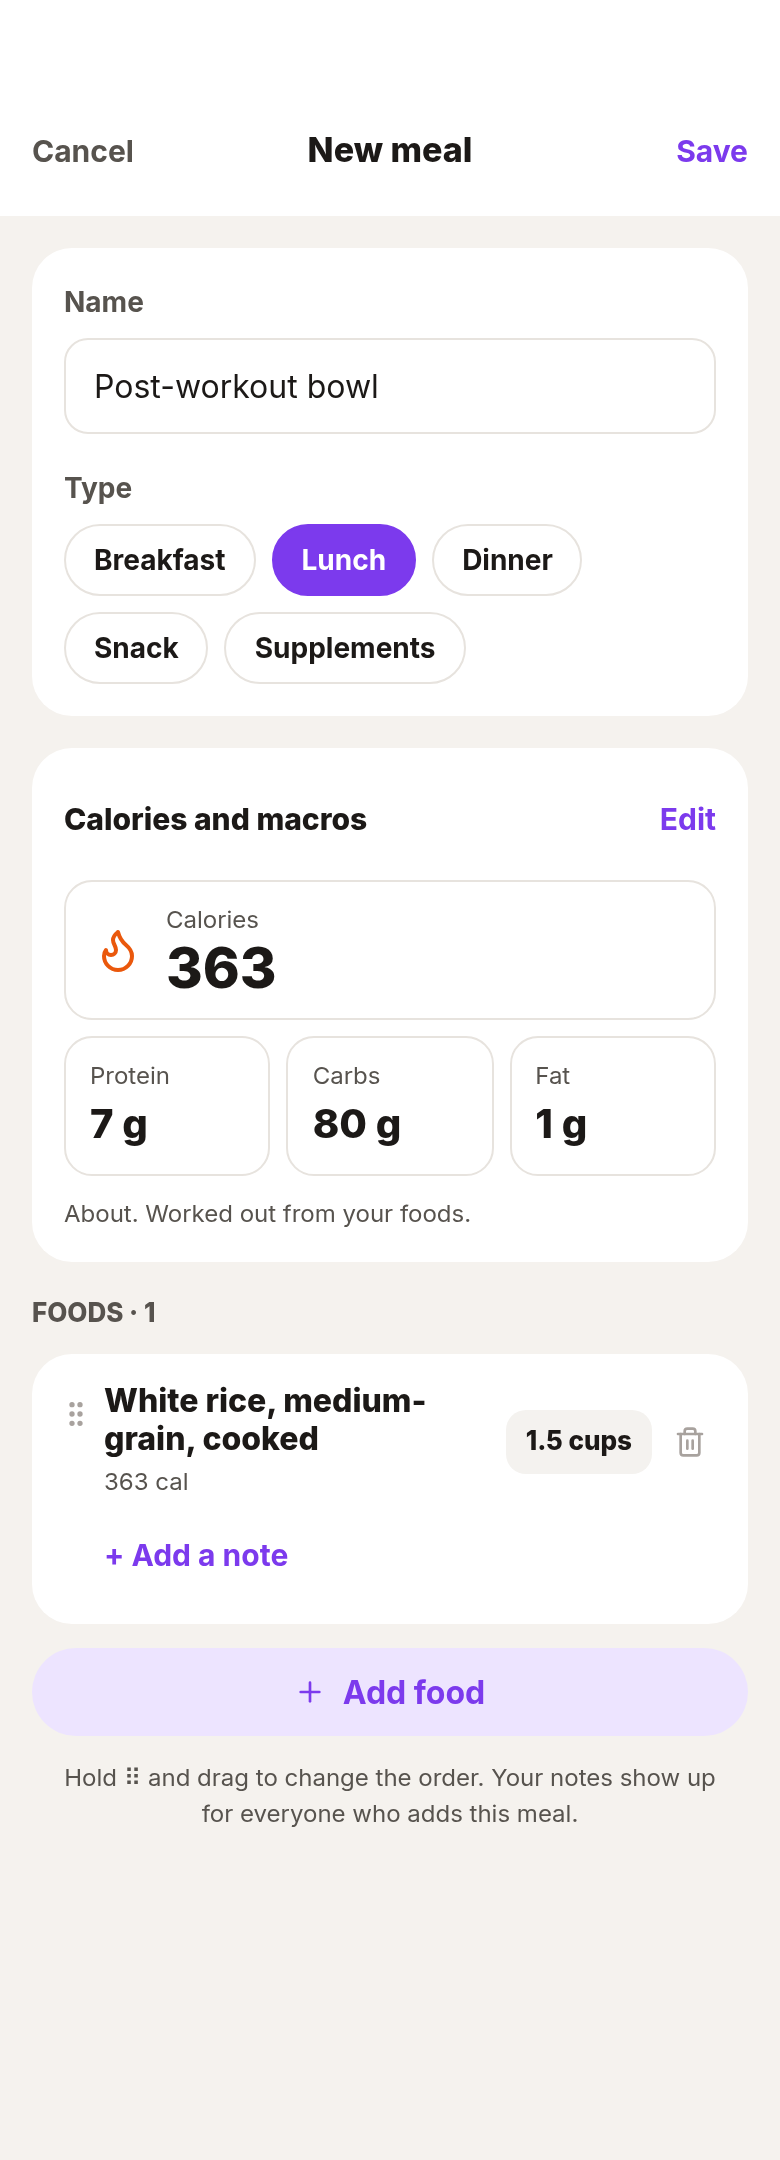 Cancel
New meal
Save
Name
Post-workout bowl
Type
Breakfast
Lunch
Dinner
Snack
Supplements
Calories and macros
Edit
Calories
363
Protein
Carbs
Fat
7 g
80 g
1 g
About. Worked out from your foods.
FOODS · 1
White rice, medium-
grain, cooked
1.5 cups
363 cal
+ Add a note
+ Add food
Hold ⠿ and drag to change the order. Your notes show up
for everyone who adds this meal.